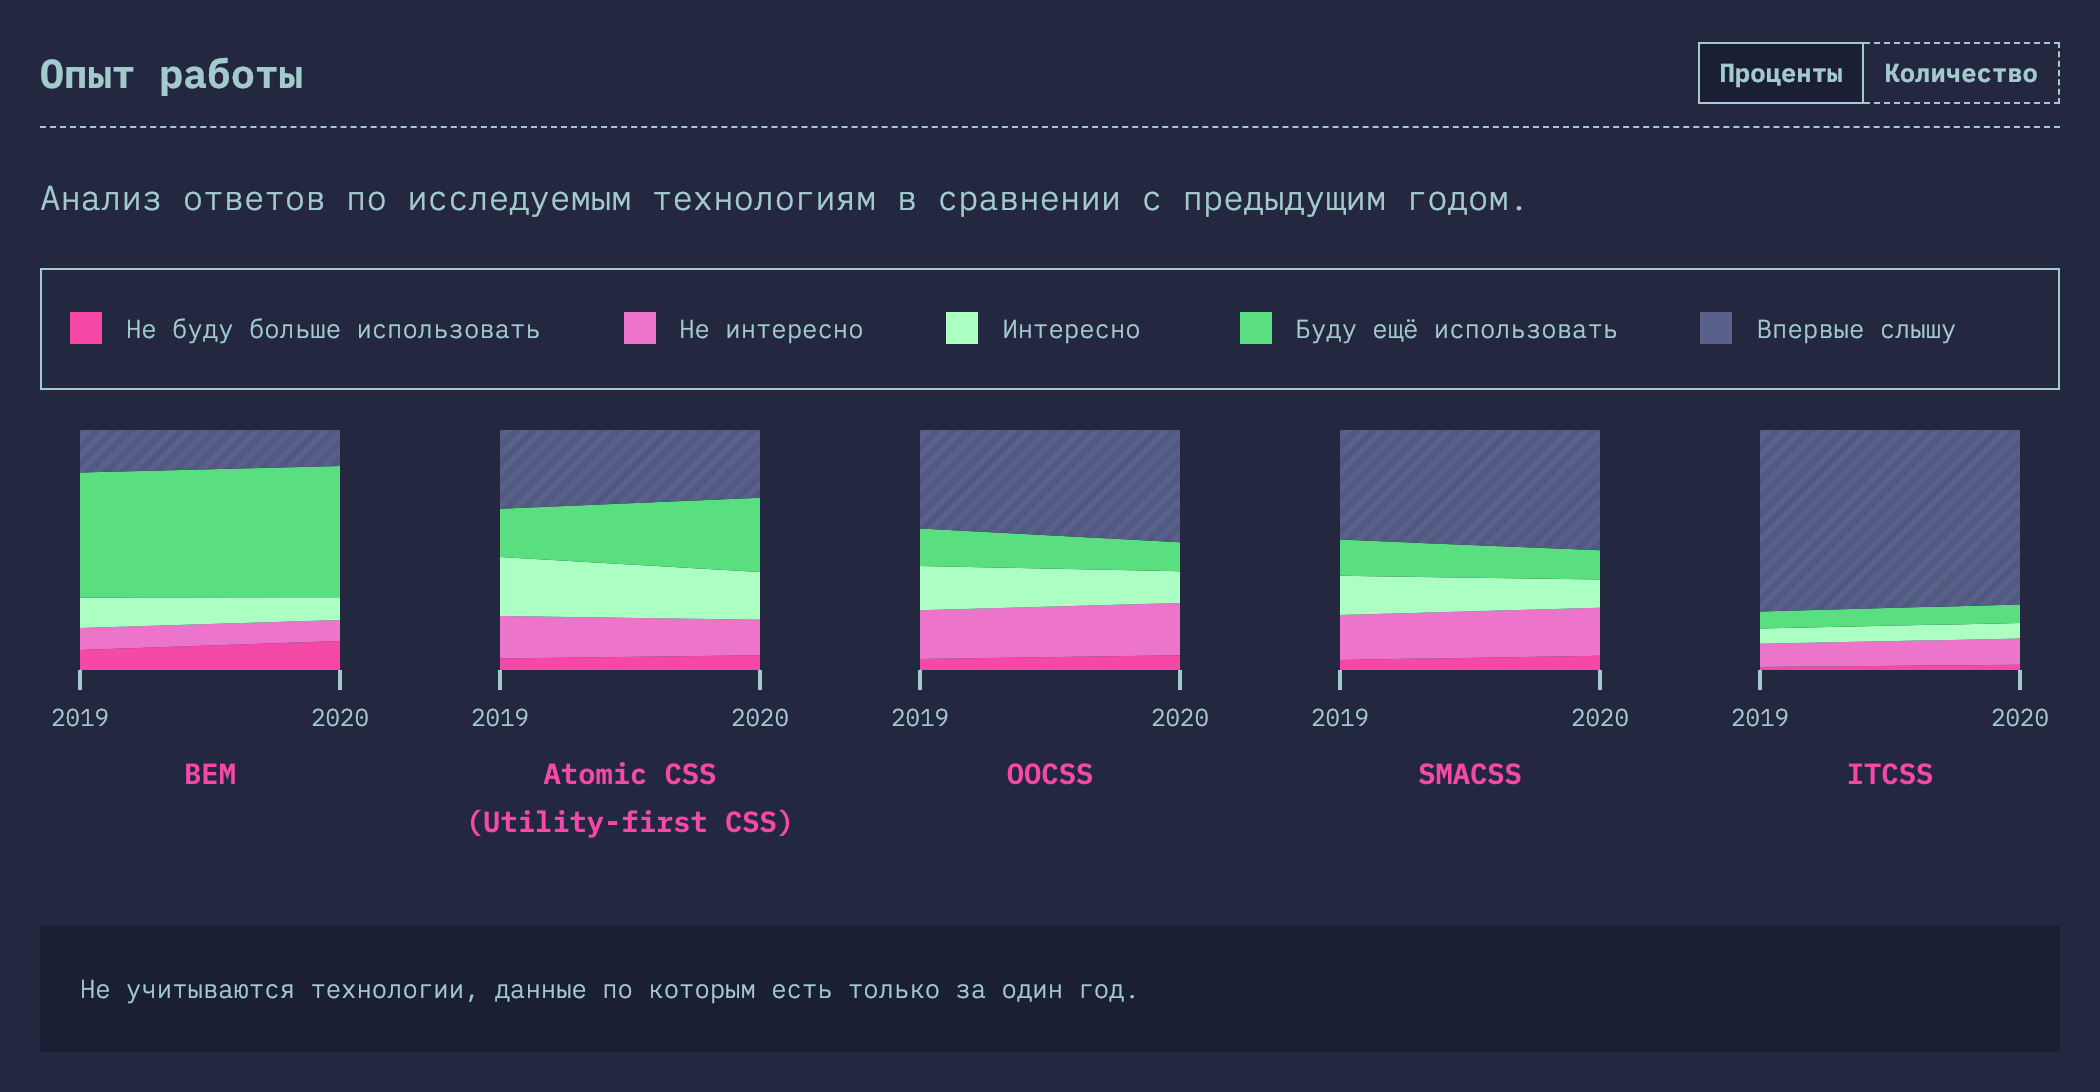 Опыт работы
Проценты Количество
Анализ ответов по исследуемым технологиям в сравнении с предыдущим годом.
Не буду больше использовать Не интересно Интересно Буду ещё использовать Впервые слышу
2019 2020 2019 2020 2019 2020 2019 2020 2019 2020
BEM Atomic CSS OOCSS SMACSS ITCSS
(Utility-first CSS)
Не учитываются технологии, данные по которым есть только за один год.